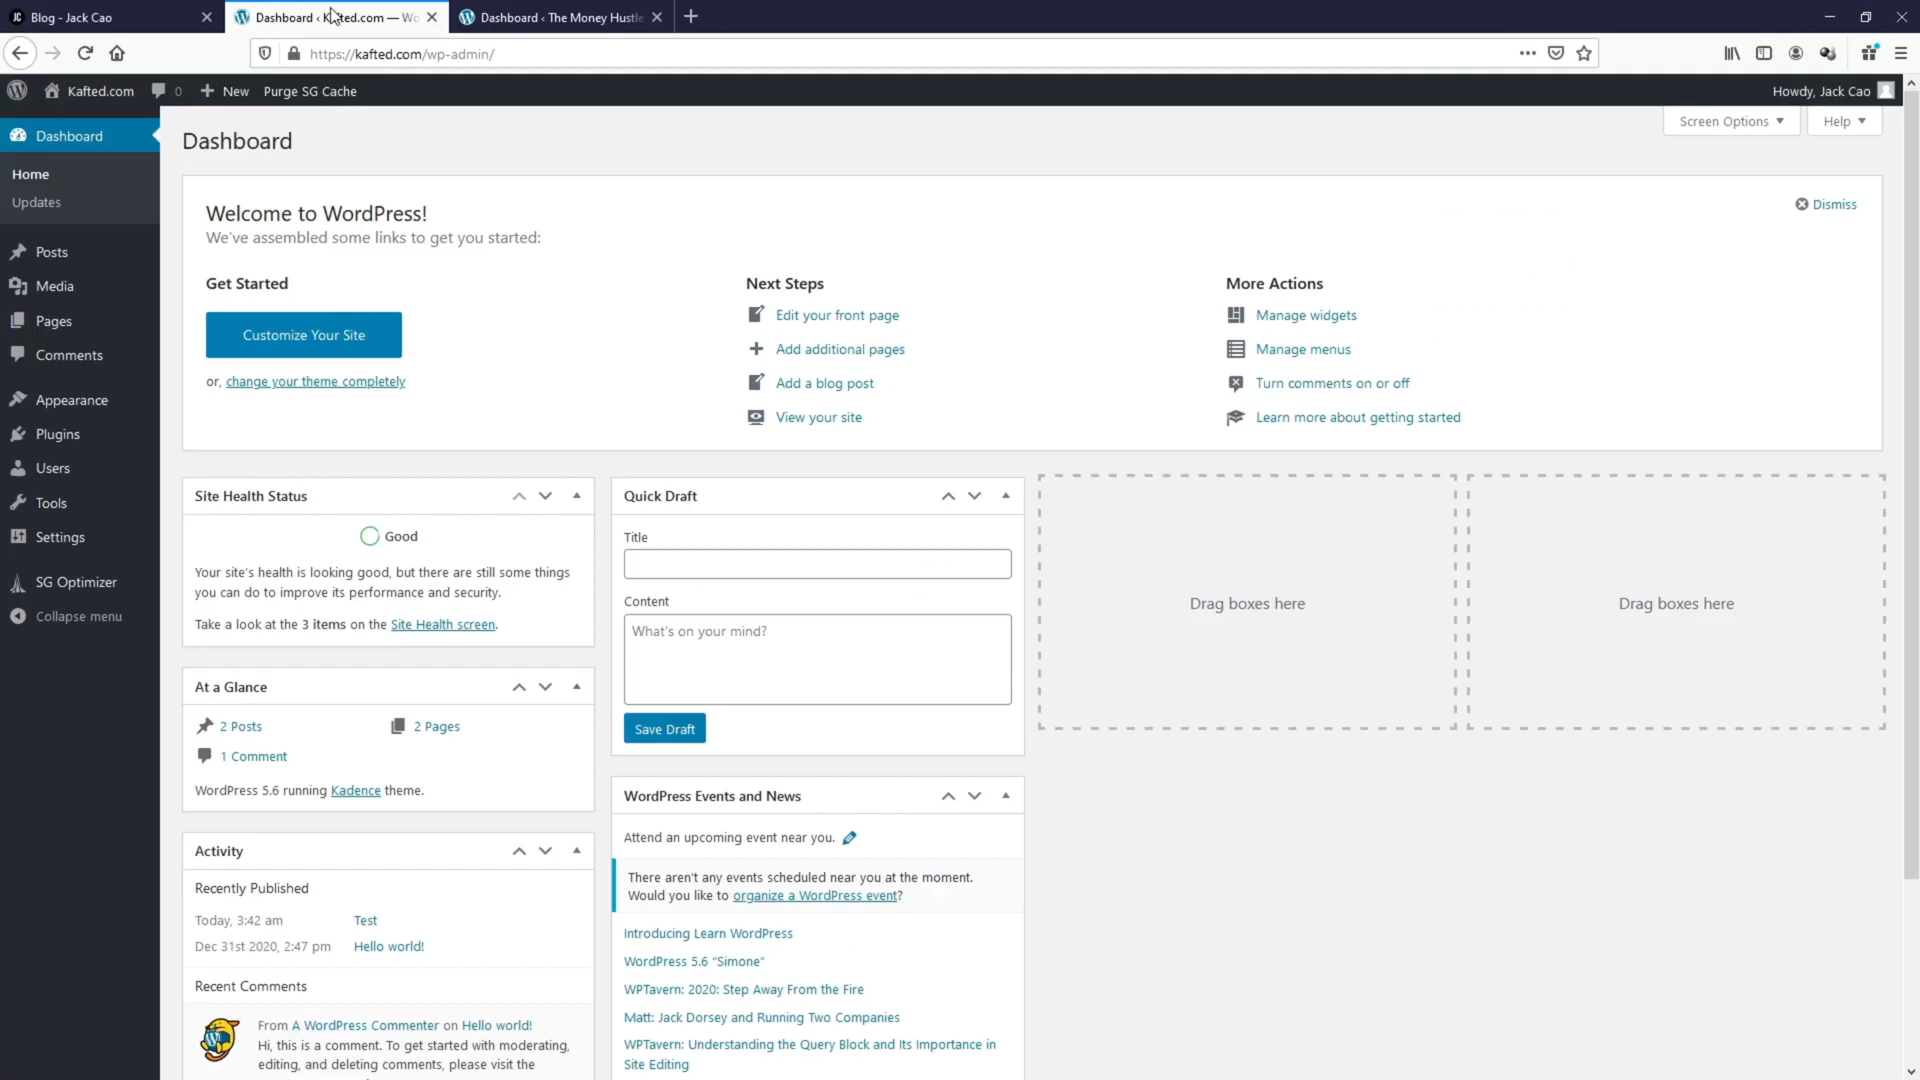 Blog - Jack Cao
Dashboard ‹ Kafted.com — Wo
Dashboard ‹ The Money Hustle
https://kafted.com/wp-admin/
Kafted.com
0
New
Purge SG Cache
Howdy, Jack Cao
Dashboard
Home
Updates
Posts
Media
Pages
Comments
Appearance
Plugins
Users
Tools
Settings
SG Optimizer
Collapse menu
Dashboard
Screen Options
Help
Welcome to WordPress!
We've assembled some links to get you started:
Dismiss
Get Started
Customize Your Site
or, change your theme completely
Next Steps
Edit your front page
Add additional pages
Add a blog post
View your site
More Actions
Manage widgets
Manage menus
Turn comments on or off
Learn more about getting started
Site Health Status
Good
Your site's health is looking good, but there are still some things
you can do to improve its performance and security.
Take a look at the 3 items on the Site Health screen.
At a Glance
2 Posts
2 Pages
1 Comment
WordPress 5.6 running Kadence theme.
Activity
Recently Published
Today, 3:42 am
Test
Dec 31st 2020, 2:47 pm
Hello world!
Recent Comments
From A WordPress Commenter on Hello world!
Hi, this is a comment. To get started with moderating,
editing, and deleting comments, please visit the
Quick Draft
Title
Content
What's on your mind?
Save Draft
WordPress Events and News
Attend an upcoming event near you.
There aren't any events scheduled near you at the moment.
Would you like to organize a WordPress event?
Introducing Learn WordPress
WordPress 5.6 “Simone”
WPTavern: 2020: Step Away From the Fire
Matt: Jack Dorsey and Running Two Companies
WPTavern: Understanding the Query Block and Its Importance in
Site Editing
Drag boxes here
Drag boxes here